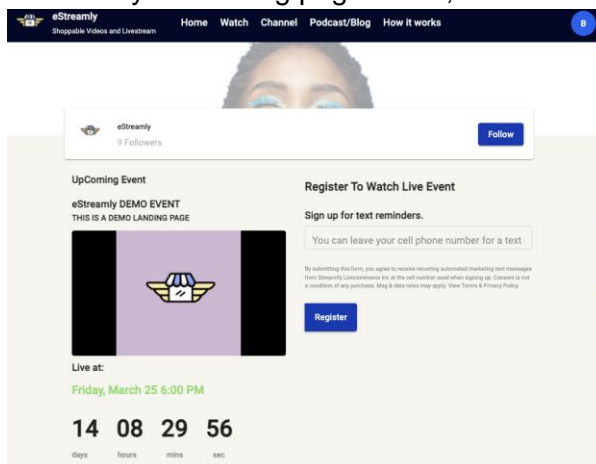 eStreamly
Shoppable Videos and Livestream
Home Watch Channel Podcast/Blog How it works
B
eStreamly
9 Followers
Follow
UpComing Event
eStreamly DEMO EVENT
THIS IS A DEMO LANDING PAGE
Live at:
Friday, March 25 6:00 PM
14 08 29 56
days hours mins sec
Register To Watch Live Event
Sign up for text reminders.
You can leave your cell phone number for a text
By submitting this form, you agree to receive recurring automated marketing text messages
from Streamly Livecommerce Inc at the cell number used when signing up. Consent is not
a condition of any purchase. Msg & data rates may apply. View Terms & Privacy Policy
Register